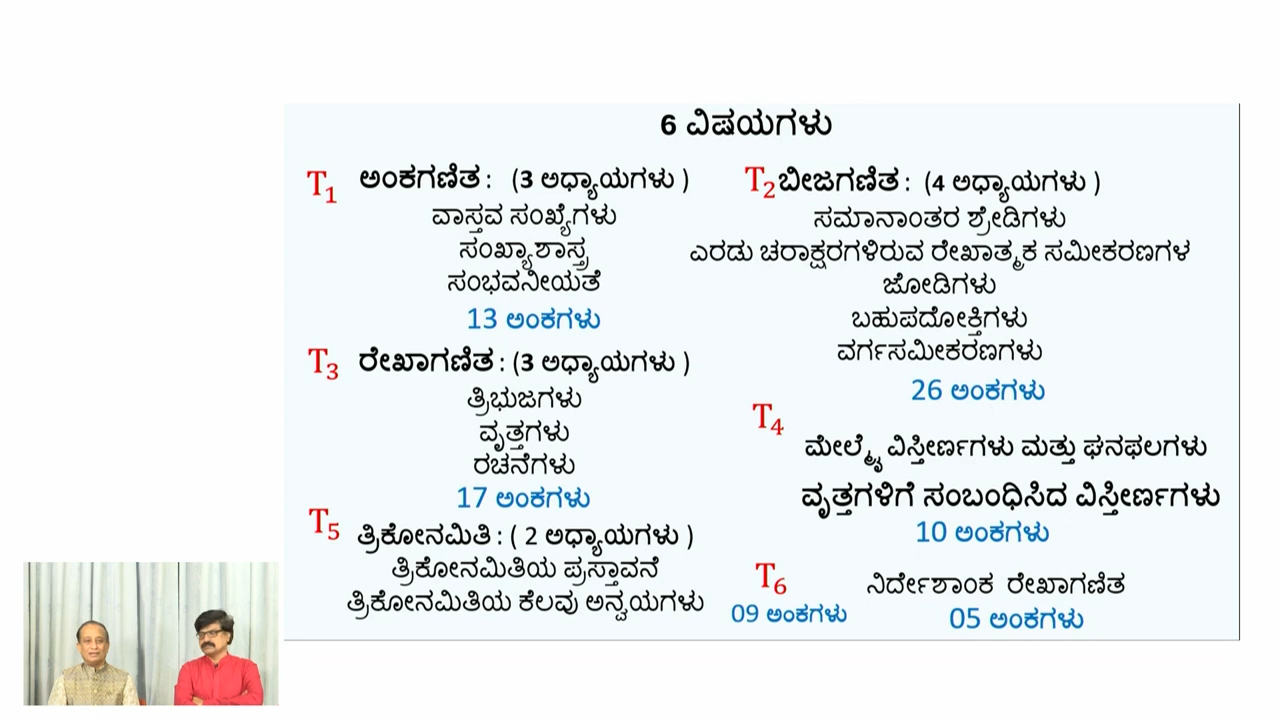 6 ವಿಷಯಗಳು
T1 ಅಂಕಗಣಿತ : (3 ಅಧ್ಯಾಯಗಳು )
ವಾಸ್ತವ ಸಂಖ್ಯೆಗಳು
ಸಂಖ್ಯಾಶಾಸ್ತ್ರ
ಸಂಭವನೀಯತೆ
13 ಅಂಕಗಳು
T2 ಬೀಜಗಣಿತ : (4 ಅಧ್ಯಾಯಗಳು )
ಸಮಾನಾಂತರ ಶ್ರೇಡಿಗಳು
ಎರಡು ಚರಾಕ್ಷರಗಳಿರುವ ರೇಖಾತ್ಮಕ ಸಮೀಕರಣಗಳ
ಜೋಡಿಗಳು
ಬಹುಪದೋಕ್ತಿಗಳು
ವರ್ಗಸಮೀಕರಣಗಳು
26 ಅಂಕಗಳು
T3 ರೇಖಾಗಣಿತ : (3 ಅಧ್ಯಾಯಗಳು )
ತ್ರಿಭುಜಗಳು
ವೃತ್ತಗಳು
ರಚನೆಗಳು
17 ಅಂಕಗಳು
T4
ಮೇಲ್ಮೈ ವಿಸ್ತೀರ್ಣಗಳು ಮತ್ತು ಘನಫಲಗಳು
ವೃತ್ತಗಳಿಗೆ ಸಂಬಂಧಿಸಿದ ವಿಸ್ತೀರ್ಣಗಳು
10 ಅಂಕಗಳು
T5 ತ್ರಿಕೋನಮಿತಿ : ( 2 ಅಧ್ಯಾಯಗಳು )
ತ್ರಿಕೋನಮಿತಿಯ ಪ್ರಸ್ತಾವನೆ
ತ್ರಿಕೋನಮಿತಿಯ ಕೆಲವು ಅನ್ವಯಗಳು
09 ಅಂಕಗಳು
T6 ನಿರ್ದೇಶಾಂಕ ರೇಖಾಗಣಿತ
05 ಅಂಕಗಳು